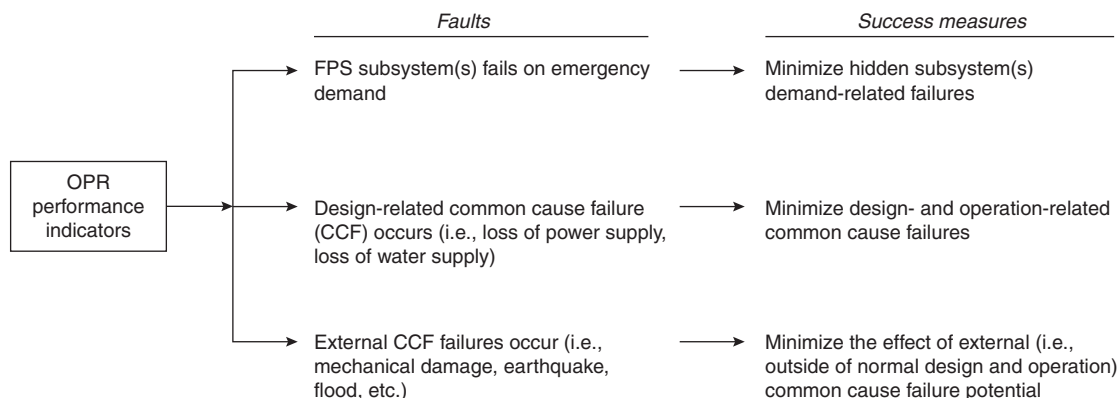 Faults
Success measures
FPS subsystem(s) fails on emergency
demand
Minimize hidden subsystem(s)
demand-related failures
OPR
performance
indicators
Design-related common cause failure
(CCF) occurs (i.e., loss of power supply,
loss of water supply)
Minimize design- and operation-related
common cause failures
External CCF failures occur (i.e.,
mechanical damage, earthquake,
flood, etc.)
Minimize the effect of external (i.e.,
outside of normal design and operation)
common cause failure potential